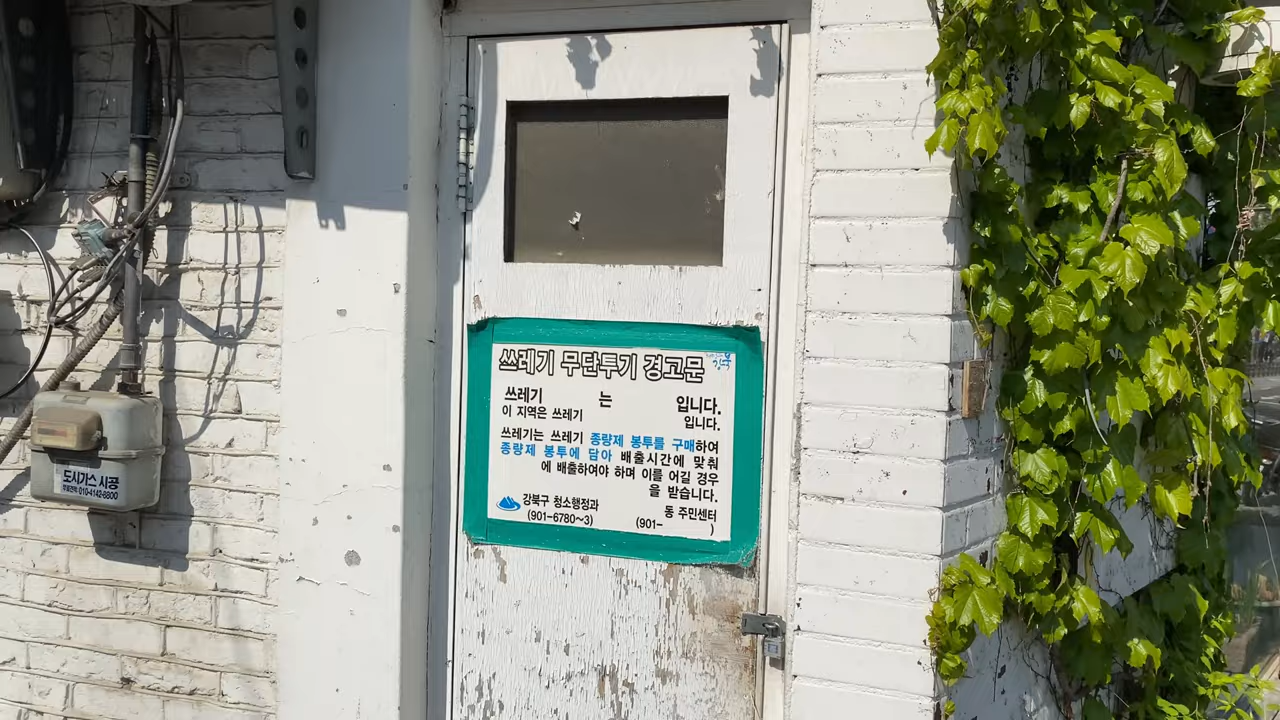 쓰레기 무단투기 경고문
강북
쓰레기 는 입니다.
이 지역은 쓰레기 입니다.
쓰레기는 쓰레기 종량제 봉투를 구매하여
종량제 봉투에 담아 배출시간에 맞춰
에 배출하여야 하며 이를 어길 경우
을 받습니다.
강북구 청소행정과
(901-6780~3)
동 주민센터
(901- )
도시가스 시공
010-4142-6800